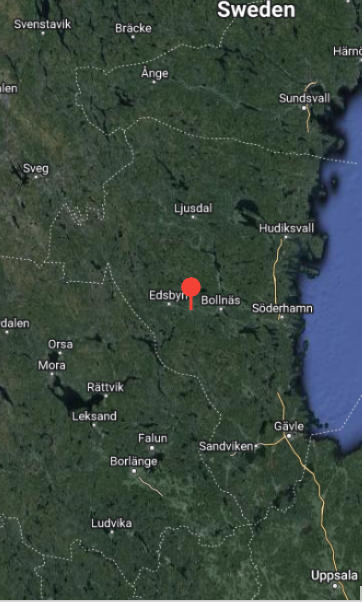 Sweden
Svenstavik
Bräcke
Härnö
Ånge
len
Sundsvall
Sveg
Ljusdal
Hudiksvall
Edsbyn
Bollnäs
Söderhamn
dalen
Orsa
Mora
Rättvik
Leksand
Gävle
Falun
Sandviken
Borlänge
Ludvika
Uppsala